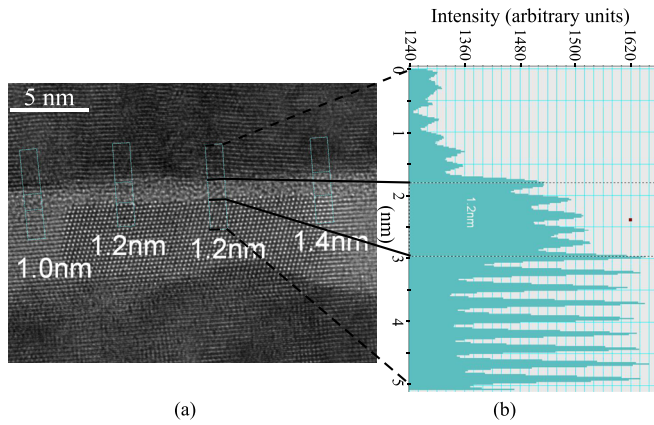 Intensity (arbitrary units)
1240 1360 1480 1500 1620
5 nm
0
1
2
(nm)
3
4
5
1.2nm
1.0nm
1.2nm
1.2nm
1.4nm
(a)
(b)